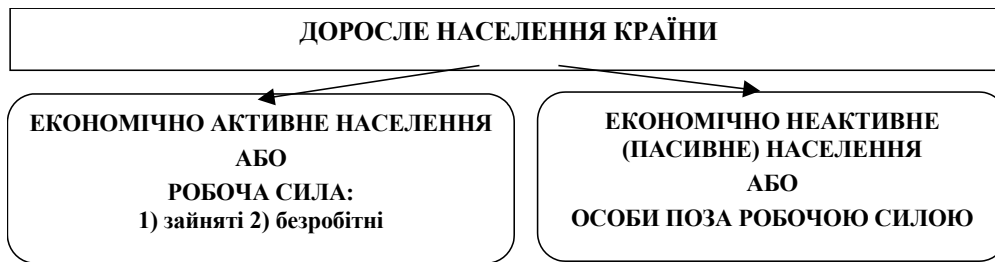 ДОРОСЛЕ НАСЕЛЕННЯ КРАЇНИ
ЕКОНОМІЧНО АКТИВНЕ НАСЕЛЕННЯ
АБО
РОБОЧА СИЛА:
1) зайняті 2) безробітні
ЕКОНОМІЧНО НЕАКТИВНЕ
(ПАСИВНЕ) НАСЕЛЕННЯ
АБО
ОСОБИ ПОЗА РОБОЧОЮ СИЛОЮ